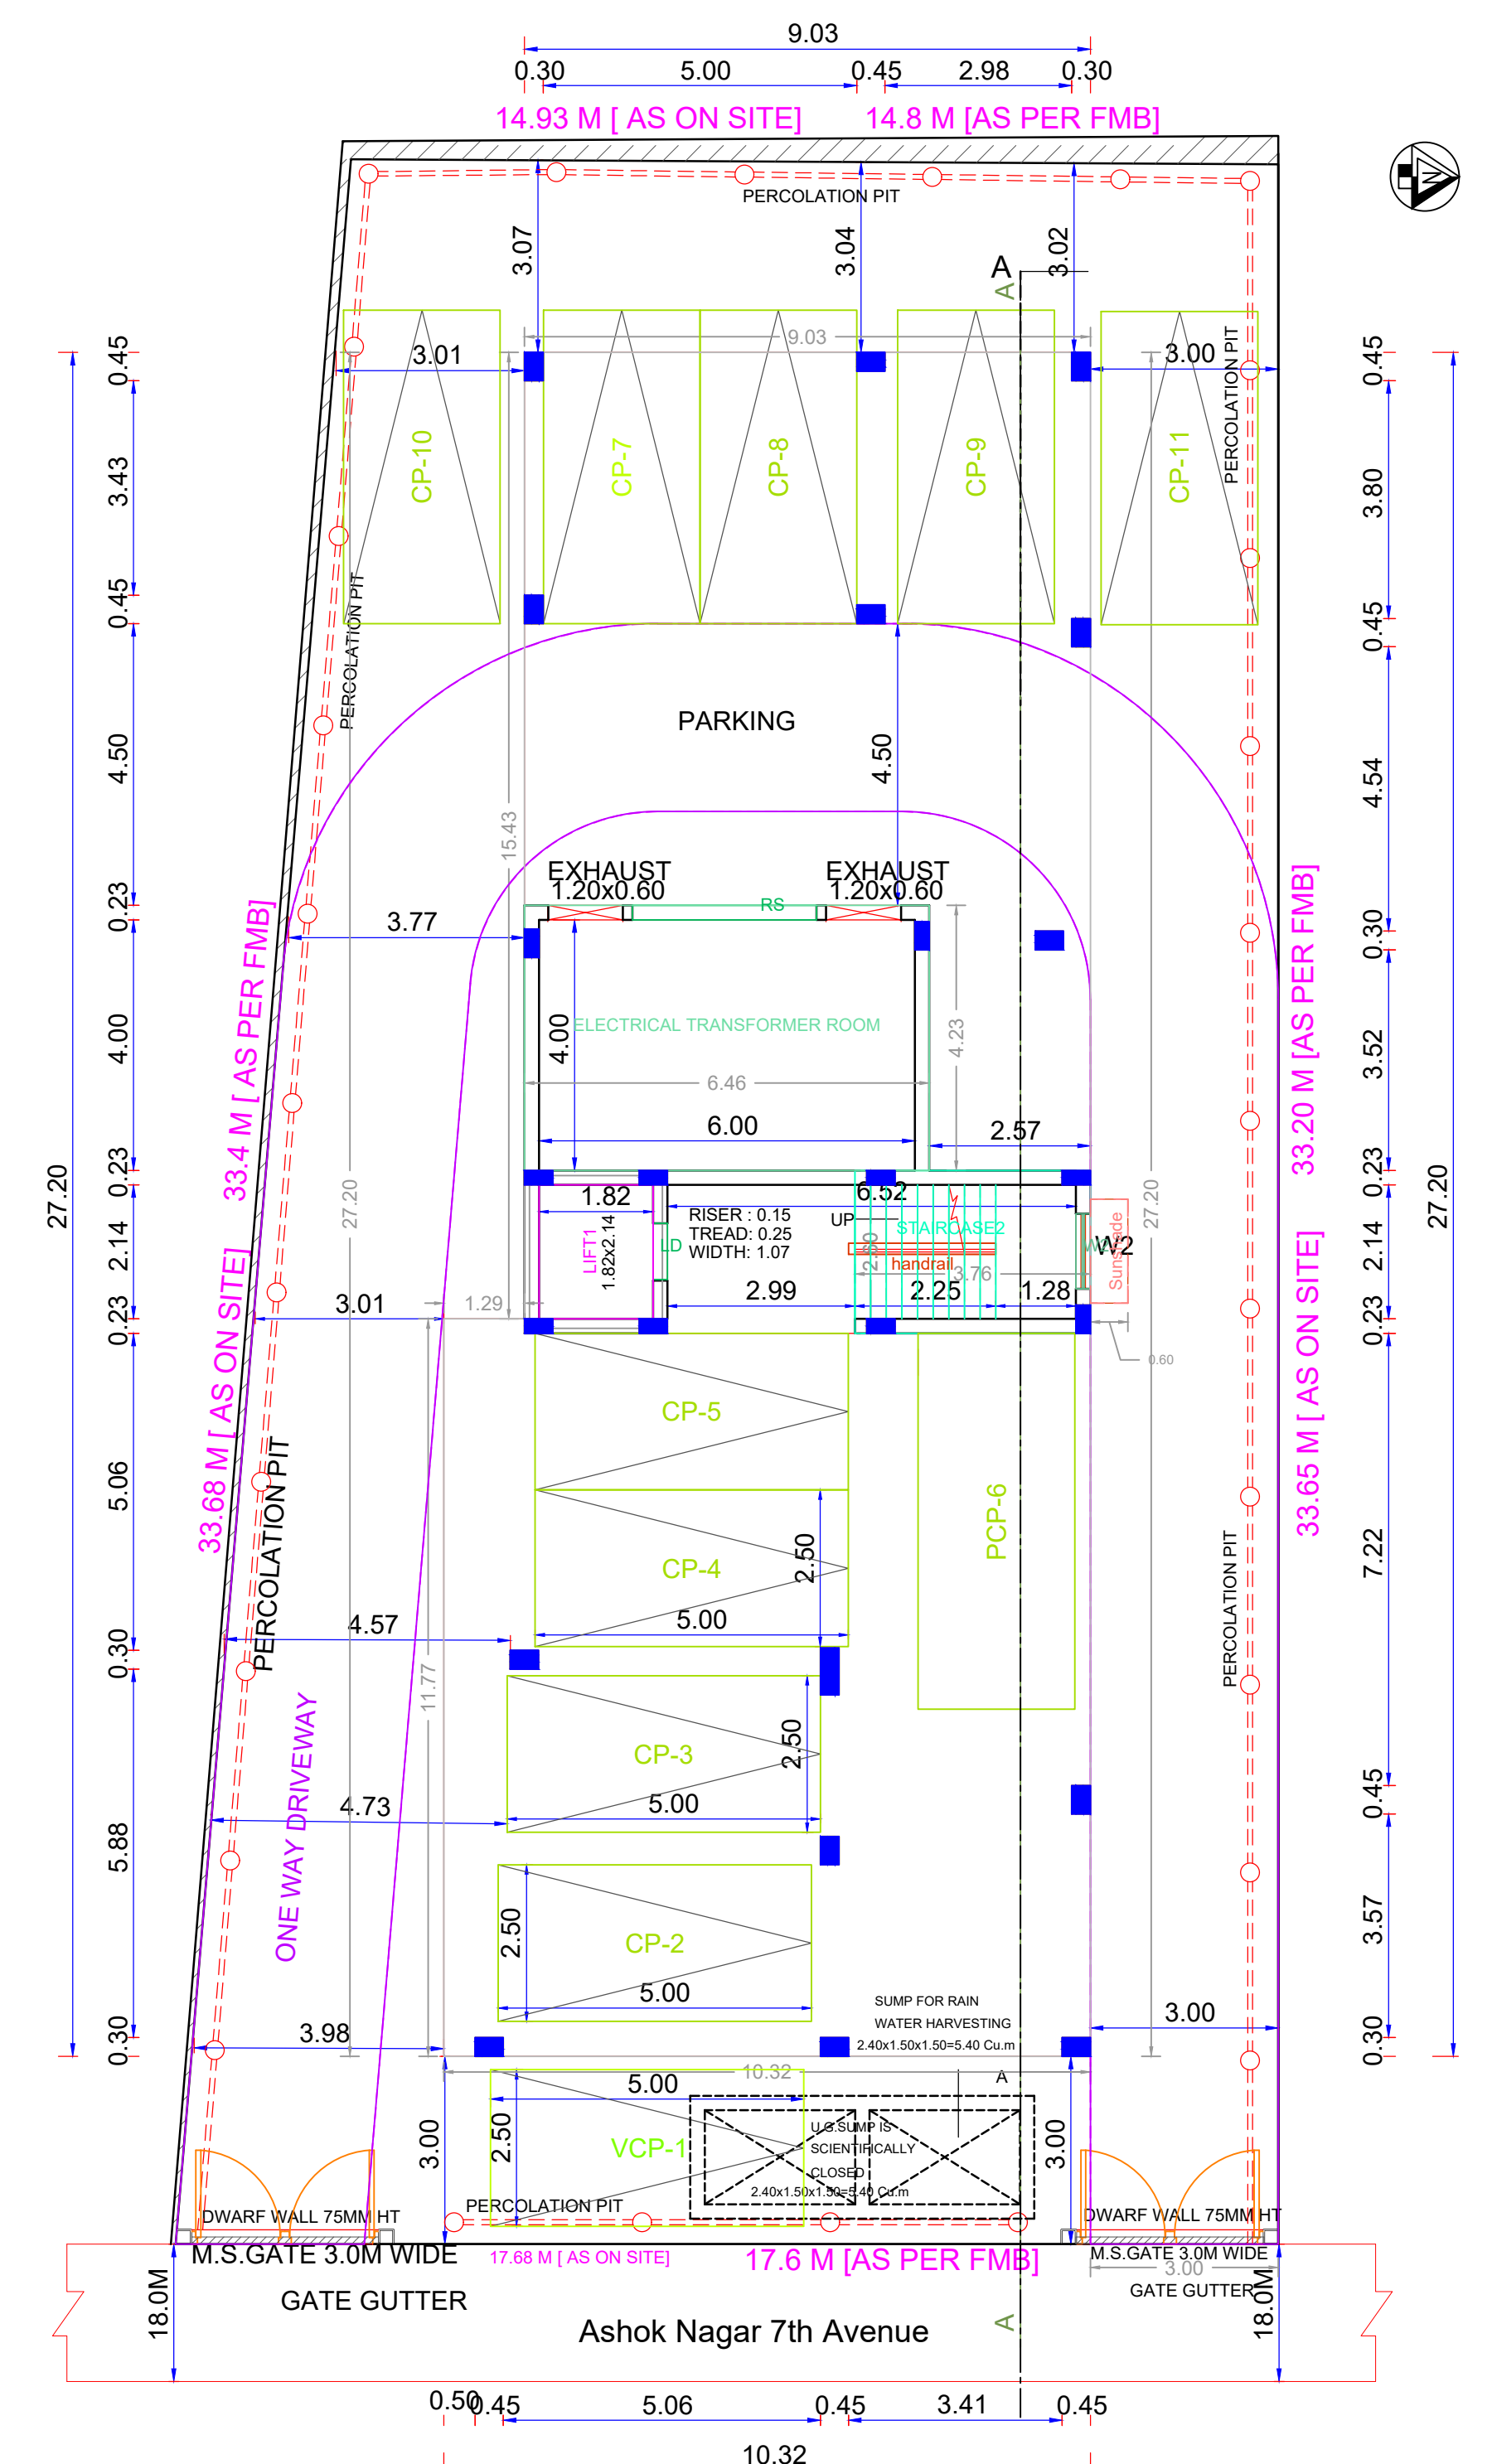 9.03
0.30 5.00 0.45 2.98 0.30
14.93 M [ AS ON SITE] 14.8 M [AS PER FMB]
N
PERCOLATION PIT
3.07 3.04 3.02
A
A
9.03
3.01
3.00
PERCOLATION PIT
CP-10
CP-7
CP-8
CP-9
CP-11
PERCOLATION PIT
0.45
3.43
0.45
4.50
0.23
4.00
0.23
2.14
0.23
5.06
0.30
5.88
0.30
27.20
0.45
3.80
0.45
4.54
0.30
3.52
0.23
2.14
0.23
7.22
0.45
3.57
0.30
27.20
PARKING
4.50
15.43
EXHAUST
1.20x0.60
RS
EXHAUST
1.20x0.60
3.77
33.4 M [ AS PER FMB]
33.20 M [AS PER FMB]
4.00
ELECTRICAL TRANSFORMER ROOM
4.23
6.46
6.00
2.57
27.20
27.20
1.82
6.52
LIFT1
1.82x2.14
LD
RISER : 0.15
TREAD: 0.25
WIDTH: 1.07
UP
STAIRCASE2
2.60
handrail
3.76
W2
W2
Sunshade
2.99 2.25 1.28
0.60
3.01
1.29
33.68 M [ AS ON SITE]
33.65 M [ AS ON SITE]
PERCOLATION PIT
CP-5
CP-4
2.50
5.00
PCP-6
PERCOLATION PIT
4.57
11.77
ONE WAY DRIVEWAY
CP-3
2.50
5.00
4.73
CP-2
2.50
5.00
SUMP FOR RAIN
WATER HARVESTING
2.40x1.50x1.50=5.40 Cu.m
3.98
3.00
10.32
A
5.00
3.00
2.50
VCP-1
U.G.SUMP IS
SCIENTIFICALLY
CLOSED
2.40x1.50x1.50=5.40 Cu.m
3.00
PERCOLATION PIT
DWARF WALL 75MM HT
DWARF WALL 75MM HT
M.S.GATE 3.0M WIDE
17.68 M [ AS ON SITE]
17.6 M [AS PER FMB]
M.S.GATE 3.0M WIDE
3.00
GATE GUTTER
GATE GUTTER
18.0M
18.0M
Ashok Nagar 7th Avenue
A
0.50 0.45 5.06 0.45 3.41 0.45
10.32